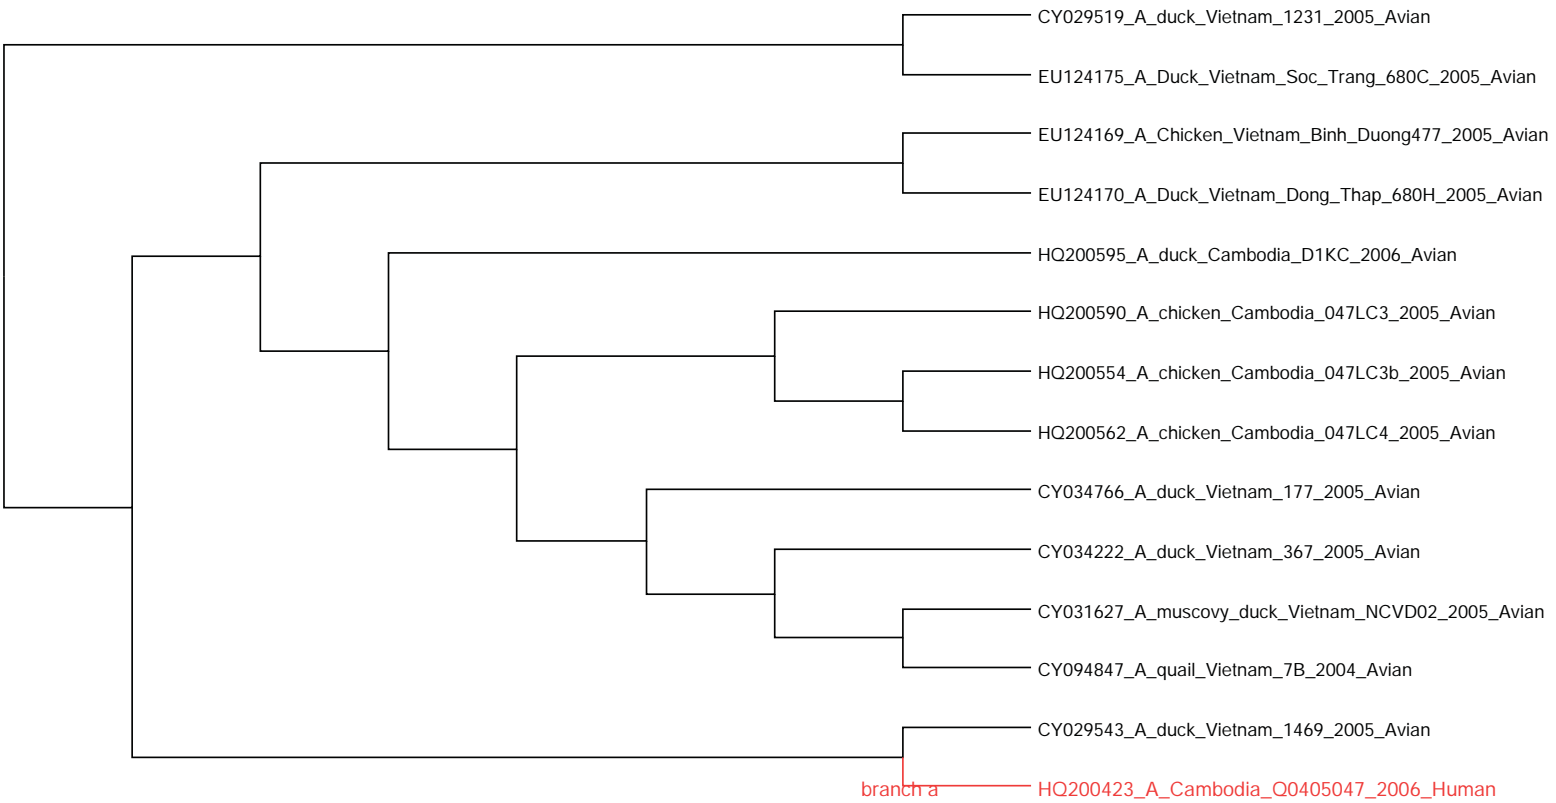 CY029519_A_duck_Vietnam_1231_2005_Avian
EU124175_A_Duck_Vietnam_Soc_Trang_680C_2005_Avian
EU124169_A_Chicken_Vietnam_Binh_Duong477_2005_Avian
EU124170_A_Duck_Vietnam_Dong_Thap_680H_2005_Avian
HQ200595_A_duck_Cambodia_D1KC_2006_Avian
HQ200590_A_chicken_Cambodia_047LC3_2005_Avian
HQ200554_A_chicken_Cambodia_047LC3b_2005_Avian
HQ200562_A_chicken_Cambodia_047LC4_2005_Avian
CY034766_A_duck_Vietnam_177_2005_Avian
CY034222_A_duck_Vietnam_367_2005_Avian
CY031627_A_muscovy_duck_Vietnam_NCVD02_2005_Avian
CY094847_A_quail_Vietnam_7B_2004_Avian
CY029543_A_duck_Vietnam_1469_2005_Avian
branch a
HQ200423_A_Cambodia_Q0405047_2006_Human